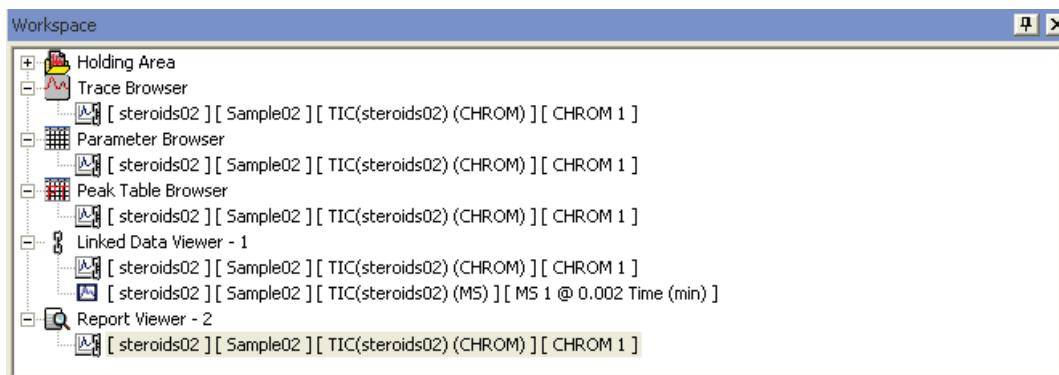 Workspace
Holding Area
Trace Browser
[ steroids02 ] [ Sample02 ] [ TIC(steroids02) (CHROM) ] [ CHROM 1 ]
Parameter Browser
[ steroids02 ] [ Sample02 ] [ TIC(steroids02) (CHROM) ] [ CHROM 1 ]
Peak Table Browser
[ steroids02 ] [ Sample02 ] [ TIC(steroids02) (CHROM) ] [ CHROM 1 ]
Linked Data Viewer - 1
[ steroids02 ] [ Sample02 ] [ TIC(steroids02) (CHROM) ] [ CHROM 1 ]
[ steroids02 ] [ Sample02 ] [ TIC(steroids02) (MS) ] [ MS 1 @ 0.002 Time (min) ]
Report Viewer - 2
[ steroids02 ] [ Sample02 ] [ TIC(steroids02) (CHROM) ] [ CHROM 1 ]